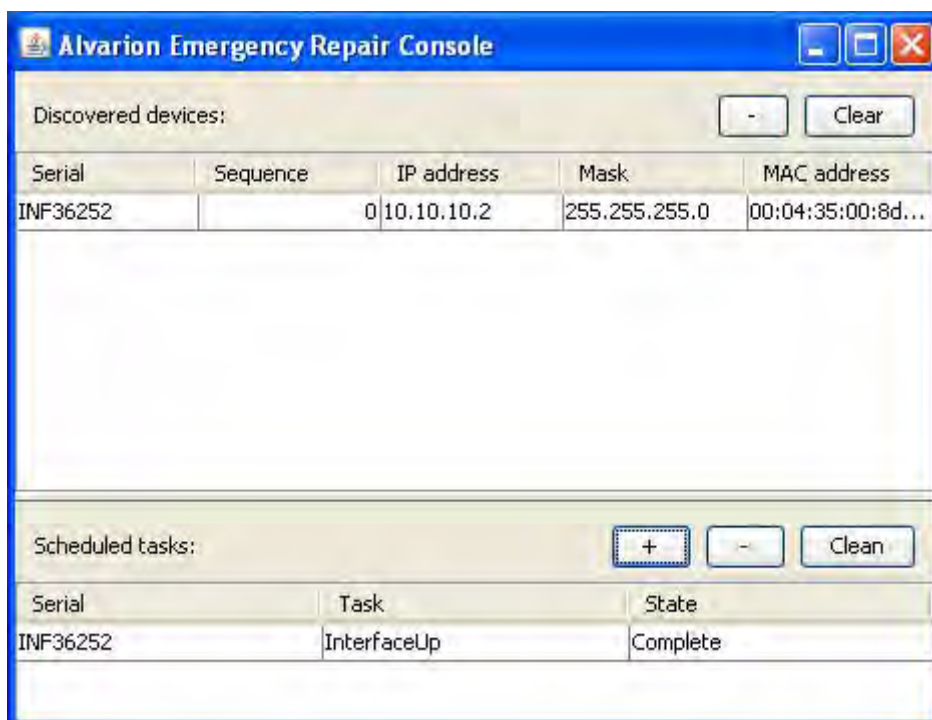 Alvarion Emergency Repair Console
Discovered devices: - Clear
Serial Sequence IP address Mask MAC address
INF36252 0 10.10.10.2 255.255.255.0 00:04:35:00:8d...
Scheduled tasks: + - Clean
Serial Task State
INF36252 InterfaceUp Complete